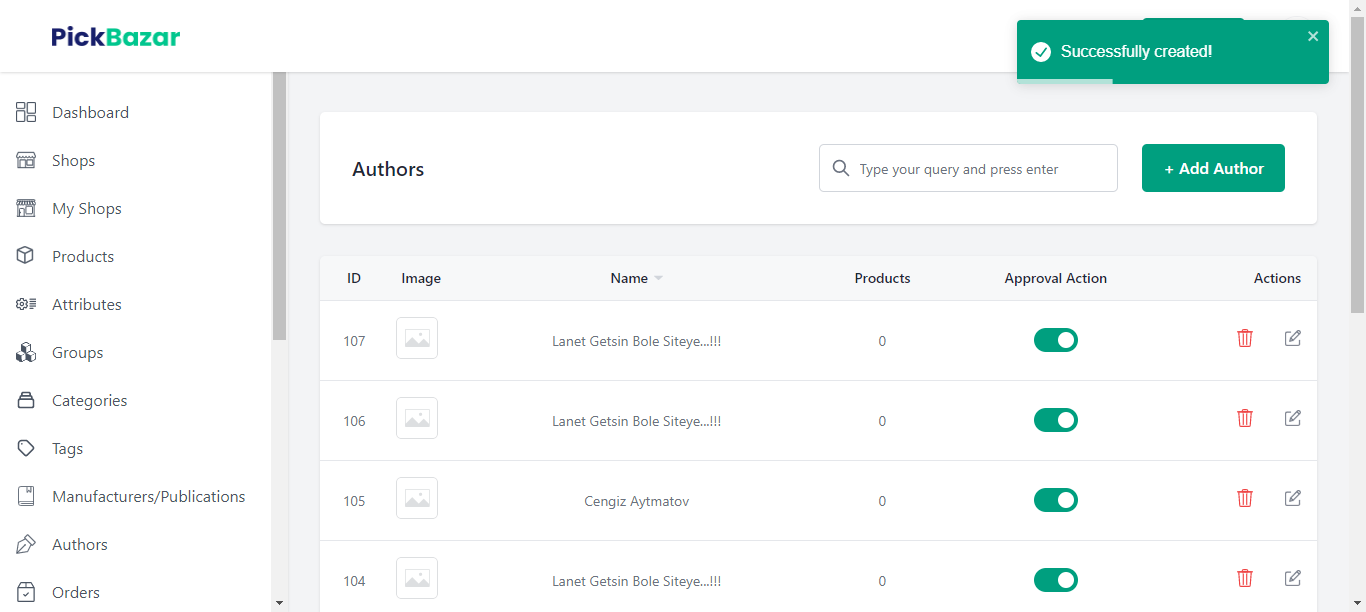 PickBazar
Successfully created!
Dashboard
Shops
My Shops
Products
Attributes
Groups
Categories
Tags
Manufacturers/Publications
Authors
Orders
Authors
Type your query and press enter
+ Add Author
ID Image Name Products Approval Action Actions
107 Lanet Getsin Bole Siteye...!!! 0
106 Lanet Getsin Bole Siteye...!!! 0
105 Cengiz Aytmatov 0
104 Lanet Getsin Bole Siteye...!!! 0